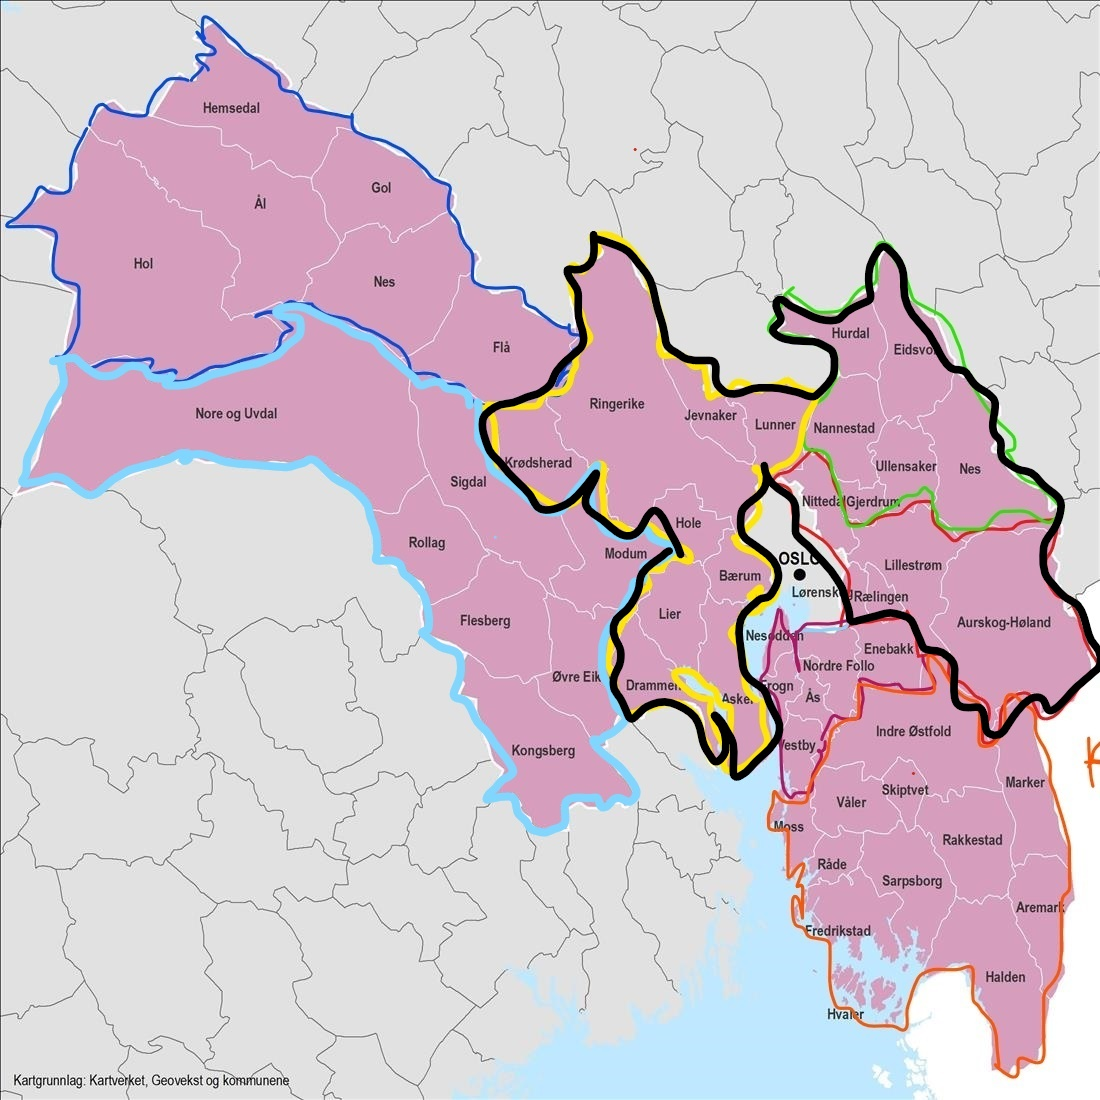 Hemsedal
Gol
Ål
Hol
Nes
Hurdal
Eidsvo
Flå
Ringerike
Jevnaker
Nore og Uvdal
Lunner
Nannestad
Krødsherad
Ullensaker
Nes
Sigdal
Nittedal
Gjerdrum
Hole
Rollag
Modum
OSLO
Lillestrøm
Bærum
Lørenskog
Rælingen
Lier
Flesberg
Aurskog-Høland
Nesodden
Enebakk
Nordre Follo
Øvre Eik
Drammen
Frogn
Asker
Ås
Indre Østfold
Kongsberg
Vestby
Marker
Skiptvet
Våler
Moss
Rakkestad
Råde
Sarpsborg
Aremark
Fredrikstad
Halden
Hvaler
K
Kartgrunnlag: Kartverket, Geovekst og kommunene